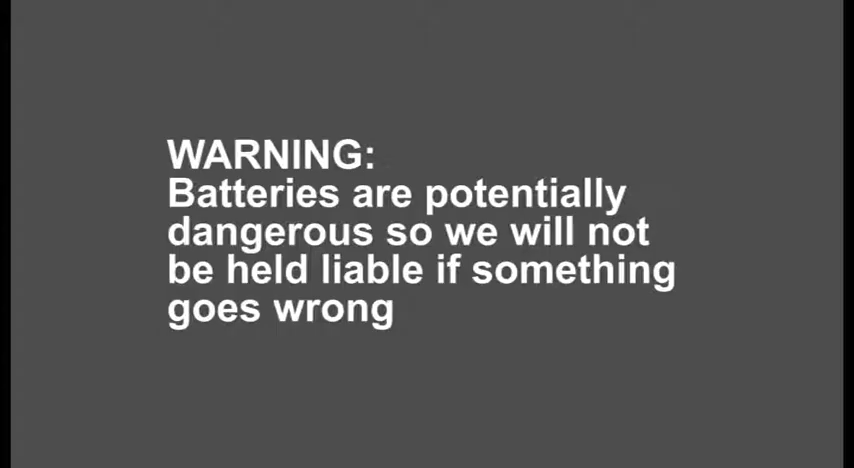 WARNING:
Batteries are potentially
dangerous so we will not
be held liable if something
goes wrong